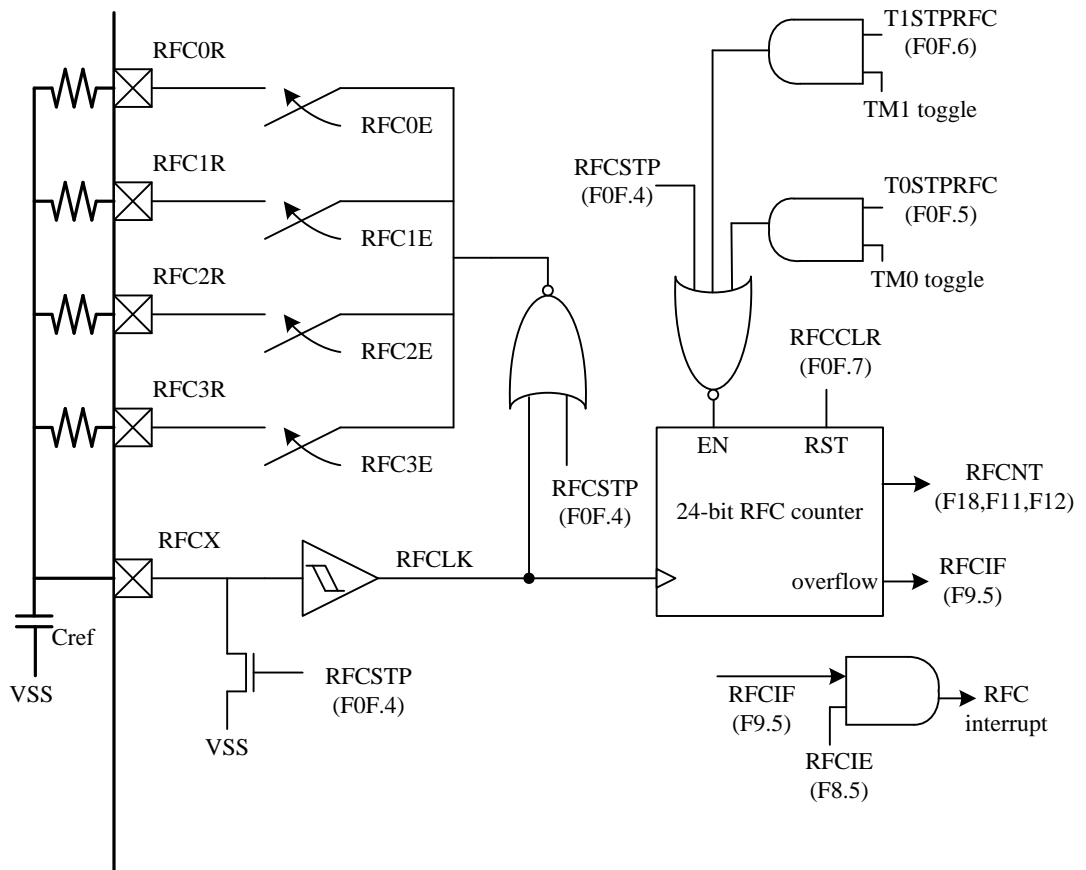 RFC0R
RFC0E
RFC1R
RFC1E
RFC2R
RFC2E
RFC3R
RFC3E
RFCX
RFCLK
Cref
VSS
RFCSTP
(F0F.4)
VSS
RFCSTP
(F0F.4)
RFCSTP
(F0F.4)
T1STPRFC
(F0F.6)
TM1 toggle
T0STPRFC
(F0F.5)
TM0 toggle
RFCCLR
(F0F.7)
EN
RST
24-bit RFC counter
overflow
RFCNT
(F18,F11,F12)
RFCIF
(F9.5)
RFCIF
(F9.5)
RFCIE
(F8.5)
RFC
interrupt